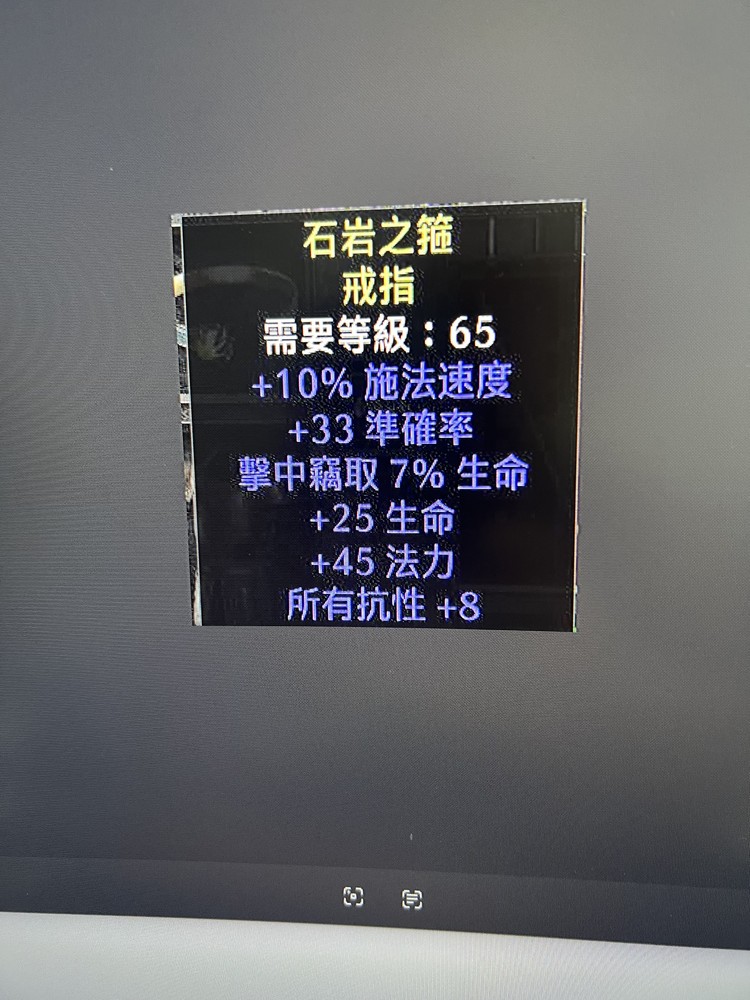 石岩之箍
戒指
需要等級：65
+10% 施法速度
+33 準確率
擊中竊取 7% 生命
+25 生命
+45 法力
所有抗性 +8